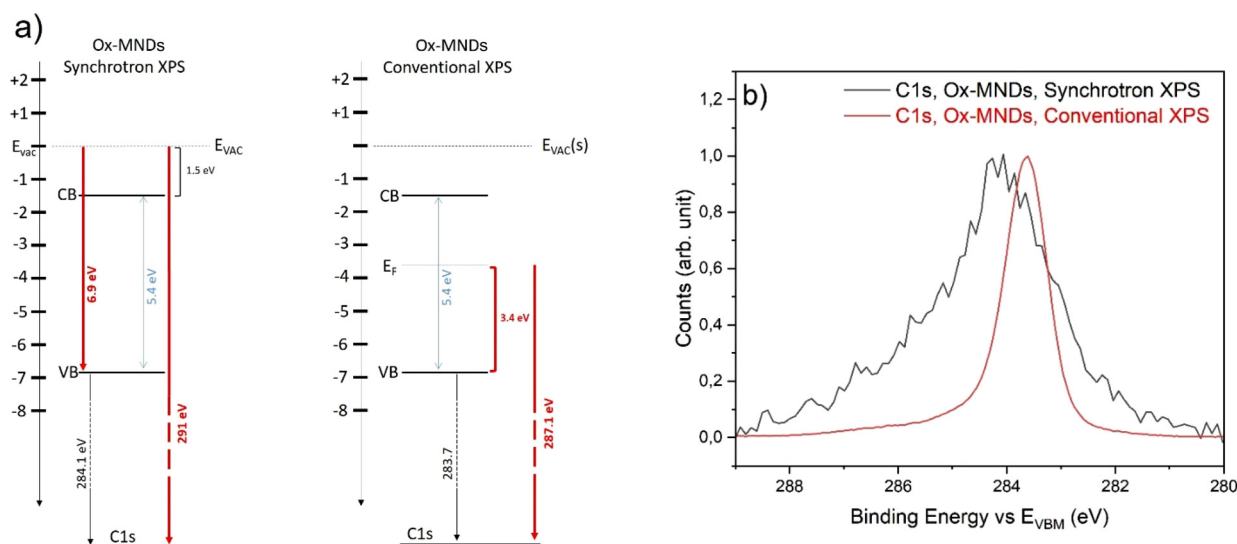 a)
Ox-MNDs
Synchrotron XPS
+2
+1
Evac
-1
-2
-3
-4
-5
-6
-7
-8
EVAC
1.5 eV
CB
6.9 eV
5.4 eV
VB
284.1 eV
291 eV
C1s
Ox-MNDs
Conventional XPS
+2
+1
-1
-2
-3
-4
-5
-6
-7
-8
EVAC(s)
CB
EF
5.4 eV
3.4 eV
VB
283.7
287.1 eV
C1s
b)
C1s, Ox-MNDs, Synchrotron XPS
C1s, Ox-MNDs, Conventional XPS
Counts (arb. unit)
1,2
1,0
0,8
0,6
0,4
0,2
0,0
288 286 284 282 280
Binding Energy vs EVBM (eV)